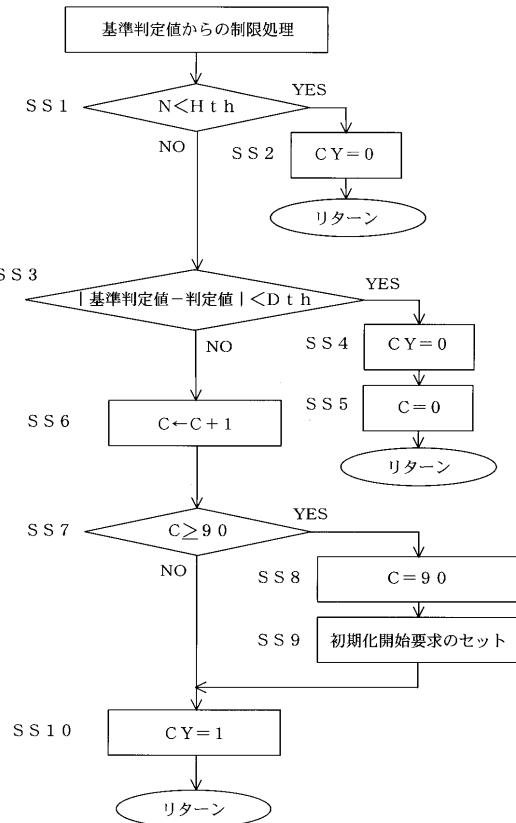 基準判定値からの制限処理
SS1
N<Hth
YES
NO
SS2
CY=0
リターン
SS3
|基準判定値-判定値|<Dth
YES
NO
SS4
CY=0
SS5
C=0
リターン
SS6
C←C+1
SS7
C≧90
YES
NO
SS8
C=90
SS9
初期化開始要求のセット
SS10
CY=1
リターン